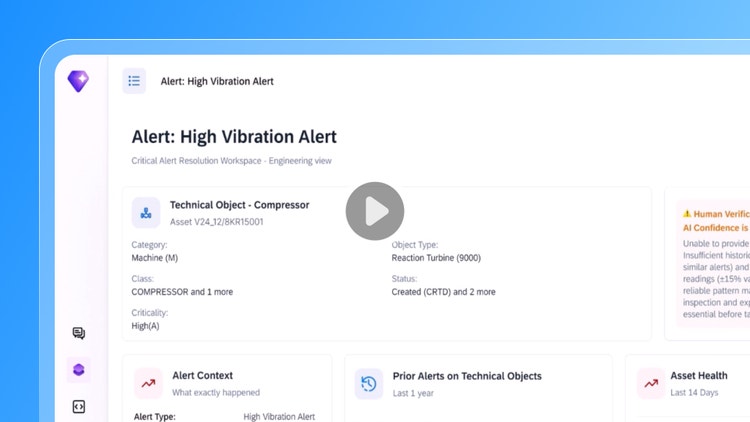 Alert: High Vibration Alert
Alert: High Vibration Alert
Critical Alert Resolution Workspace - Engineering view
Technical Object - Compressor
Asset V24_12/8KR15001
Category:
Machine (M)
Object Type:
Reaction Turbine (9000)
Class:
COMPRESSOR and 1 more
Status:
Created (CRTD) and 2 more
Criticality:
High(A)
Human Verific
AI Confidence is
Unable to provide
Insufficient historic
similar alerts) and
readings (±15% va
reliable pattern ma
inspection and exp
essential before ta
Alert Context
What exactly happened
Alert Type: High Vibration Alert
Prior Alerts on Technical Objects
Last 1 year
Asset Health
Last 14 Days